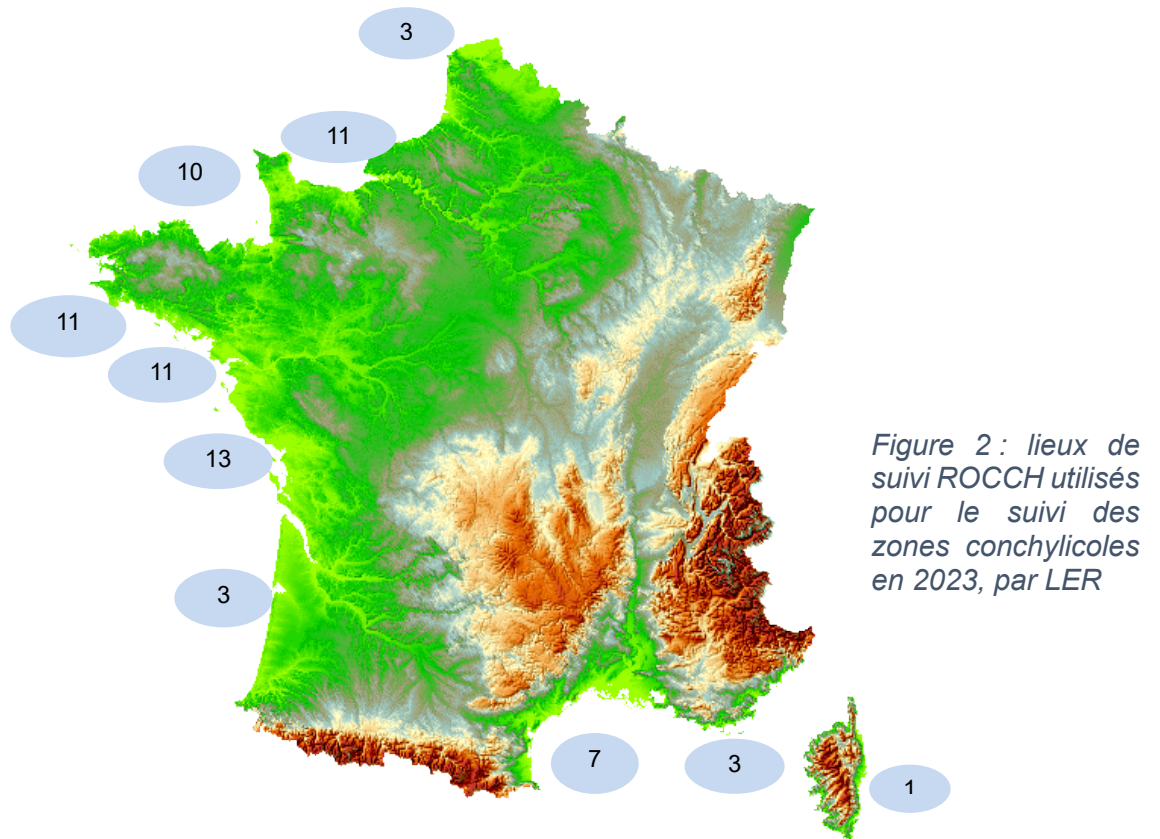 3
11
10
11
11
13
3
7
3
1
Figure 2 : lieux de
suivi ROCCH utilisés
pour le suivi des
zones conchylicoles
en 2023, par LER